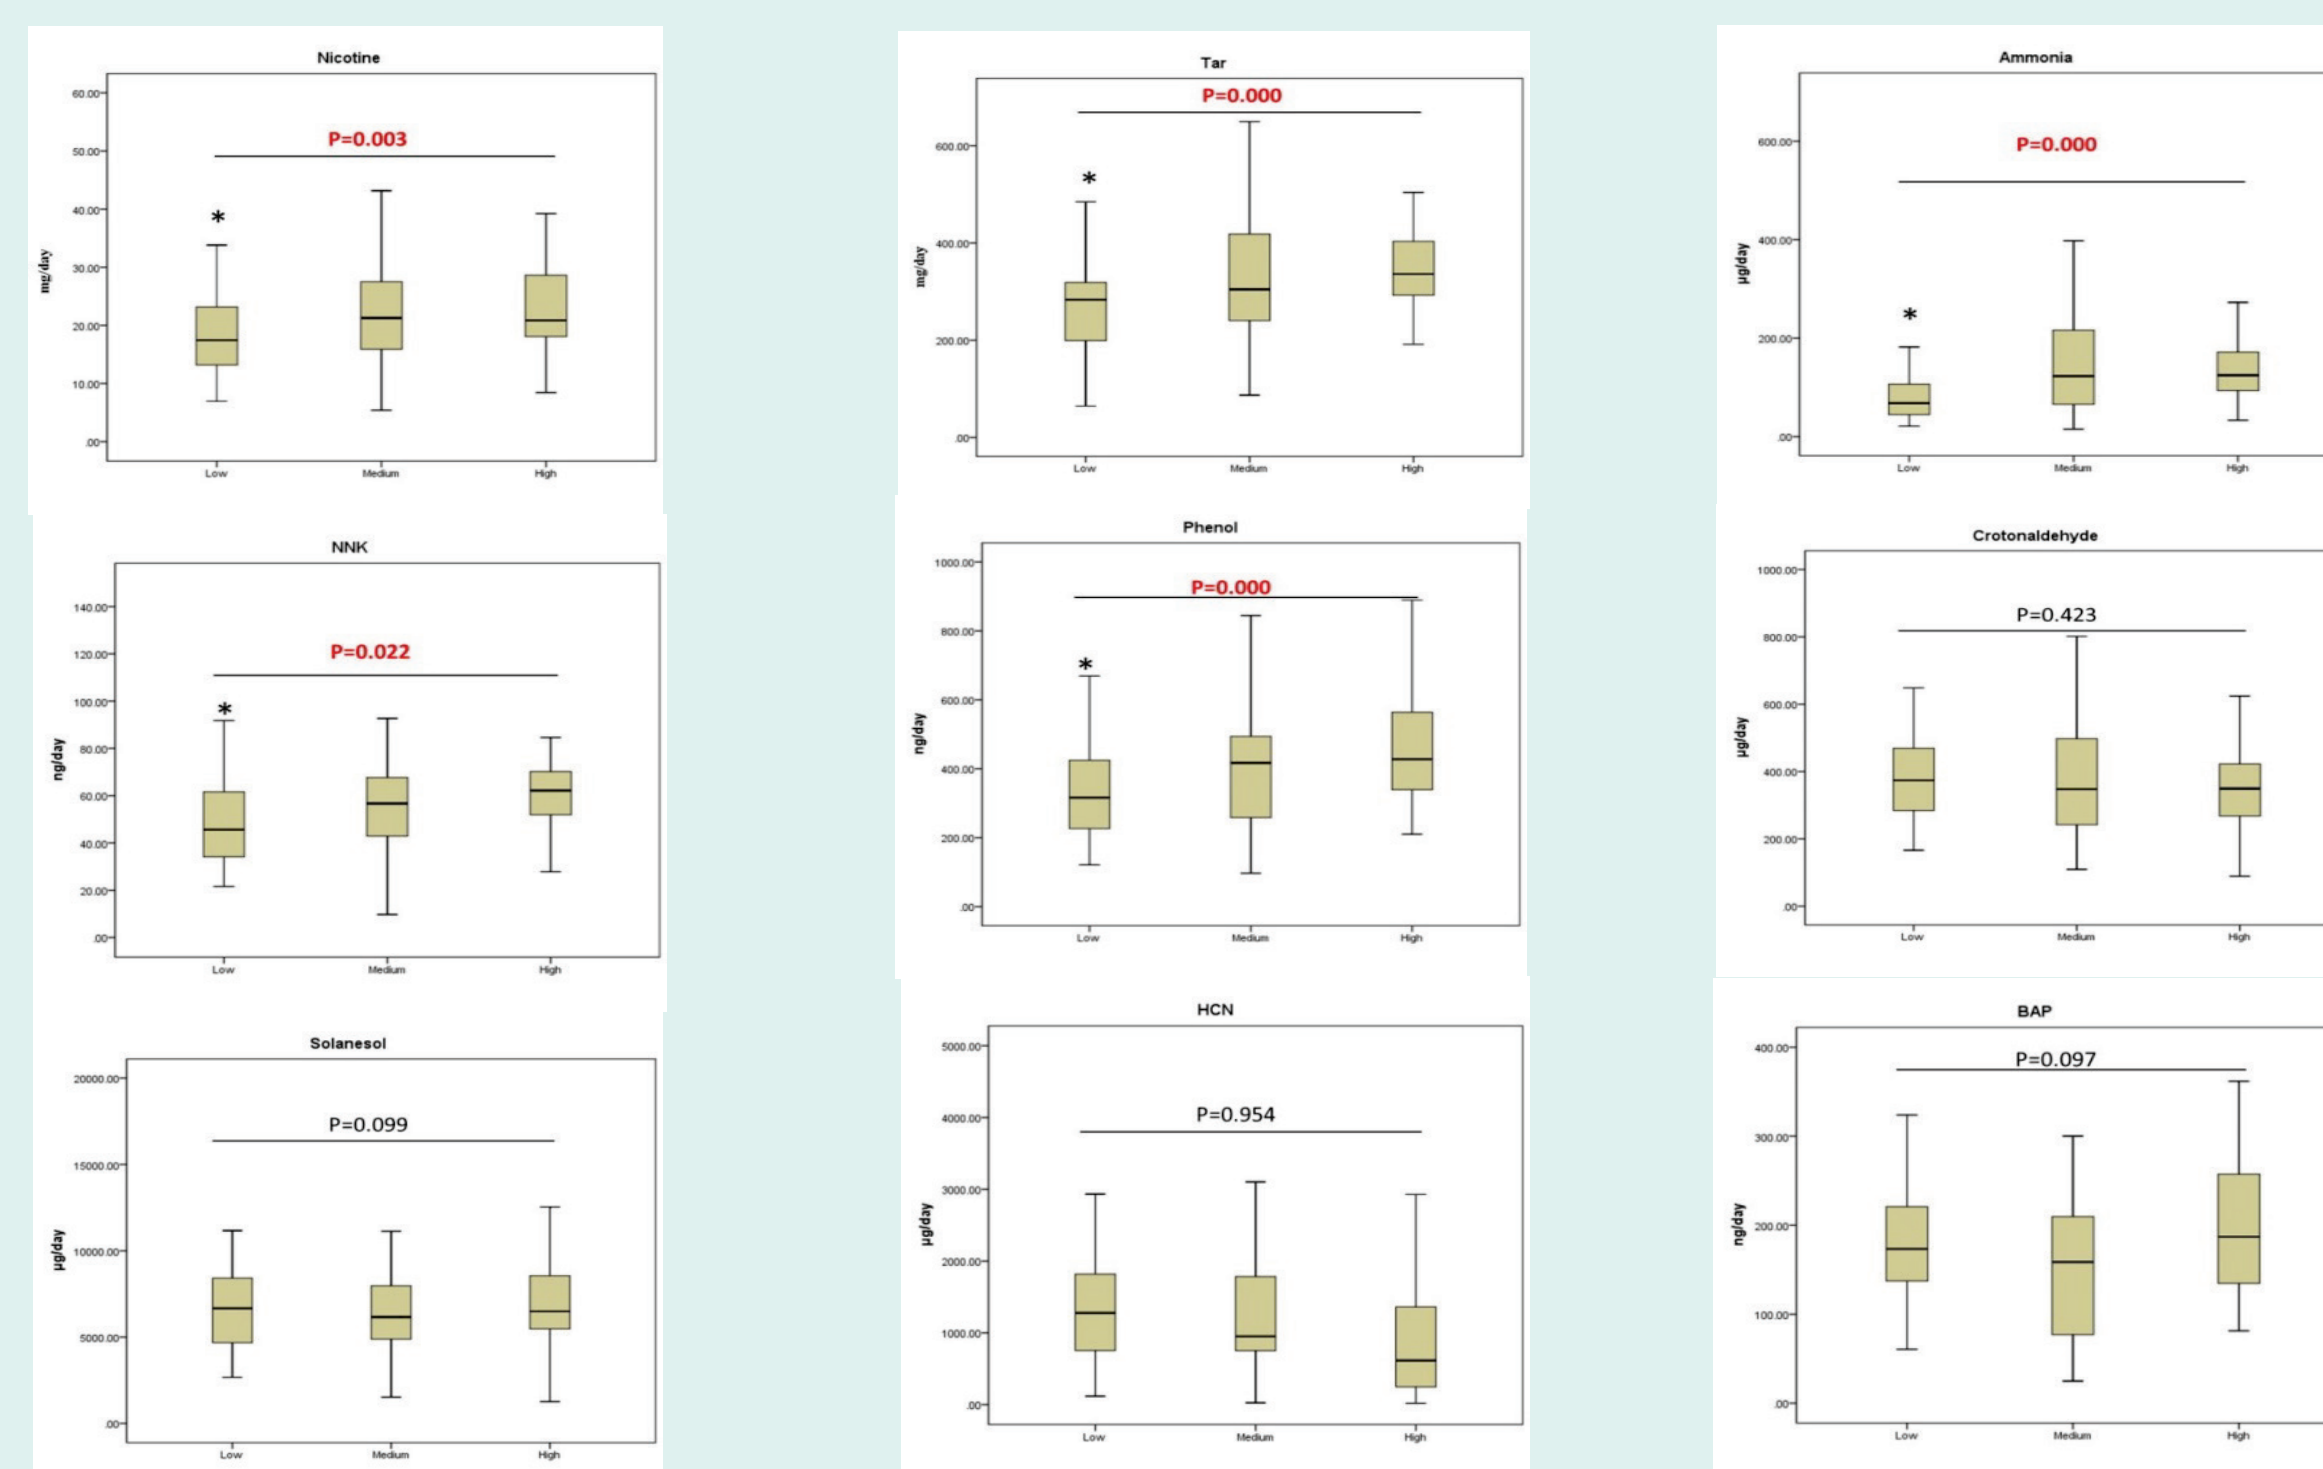 Nicotine
60.00
50.00
40.00
30.00
20.00
10.00
.00
mg/day
P=0.003
*
Low Medium High
Tar
600.00
400.00
200.00
.00
mg/day
P=0.000
*
Low Medium High
Ammonia
600.00
400.00
200.00
.00
µg/day
P=0.000
*
Low Medium High
NNK
140.00
120.00
100.00
80.00
60.00
40.00
20.00
.00
ng/day
P=0.022
*
Low Medium High
Phenol
1000.00
800.00
600.00
400.00
200.00
.00
ng/day
P=0.000
*
Low Medium High
Crotonaldehyde
1000.00
800.00
600.00
400.00
200.00
.00
µg/day
P=0.423
Low Medium High
Solanesol
20000.00
15000.00
10000.00
5000.00
.00
µg/day
P=0.099
Low Medium High
HCN
5000.00
4000.00
3000.00
2000.00
1000.00
.00
µg/day
P=0.954
Low Medium High
BAP
400.00
300.00
200.00
100.00
.00
ng/day
P=0.097
Low Medium High